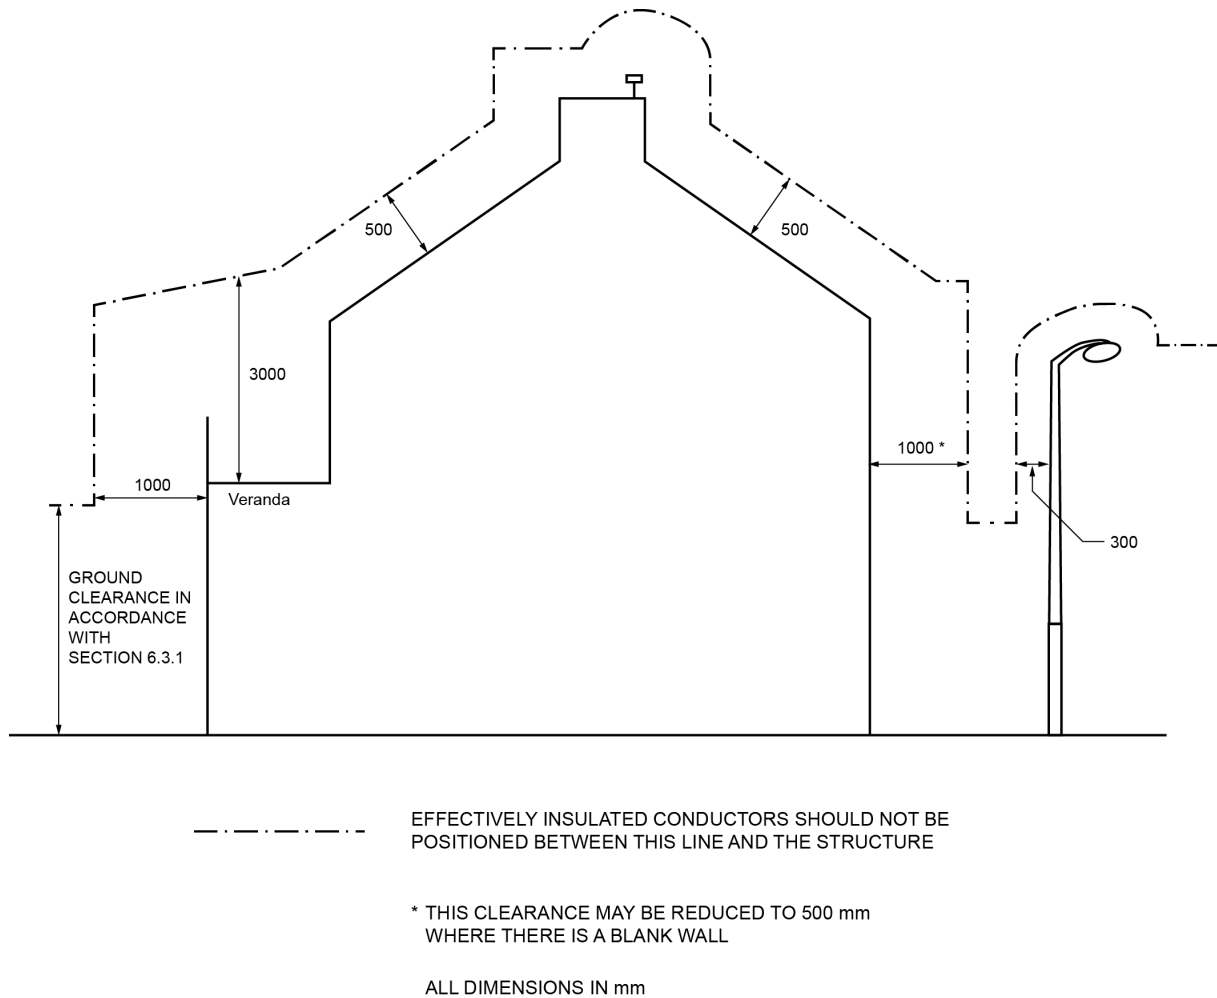 500
500
3000
1000 *
1000
Veranda
300
GROUND
CLEARANCE IN
ACCORDANCE
WITH
SECTION 6.3.1
EFFECTIVELY INSULATED CONDUCTORS SHOULD NOT BE
POSITIONED BETWEEN THIS LINE AND THE STRUCTURE
* THIS CLEARANCE MAY BE REDUCED TO 500 mm
WHERE THERE IS A BLANK WALL
ALL DIMENSIONS IN mm